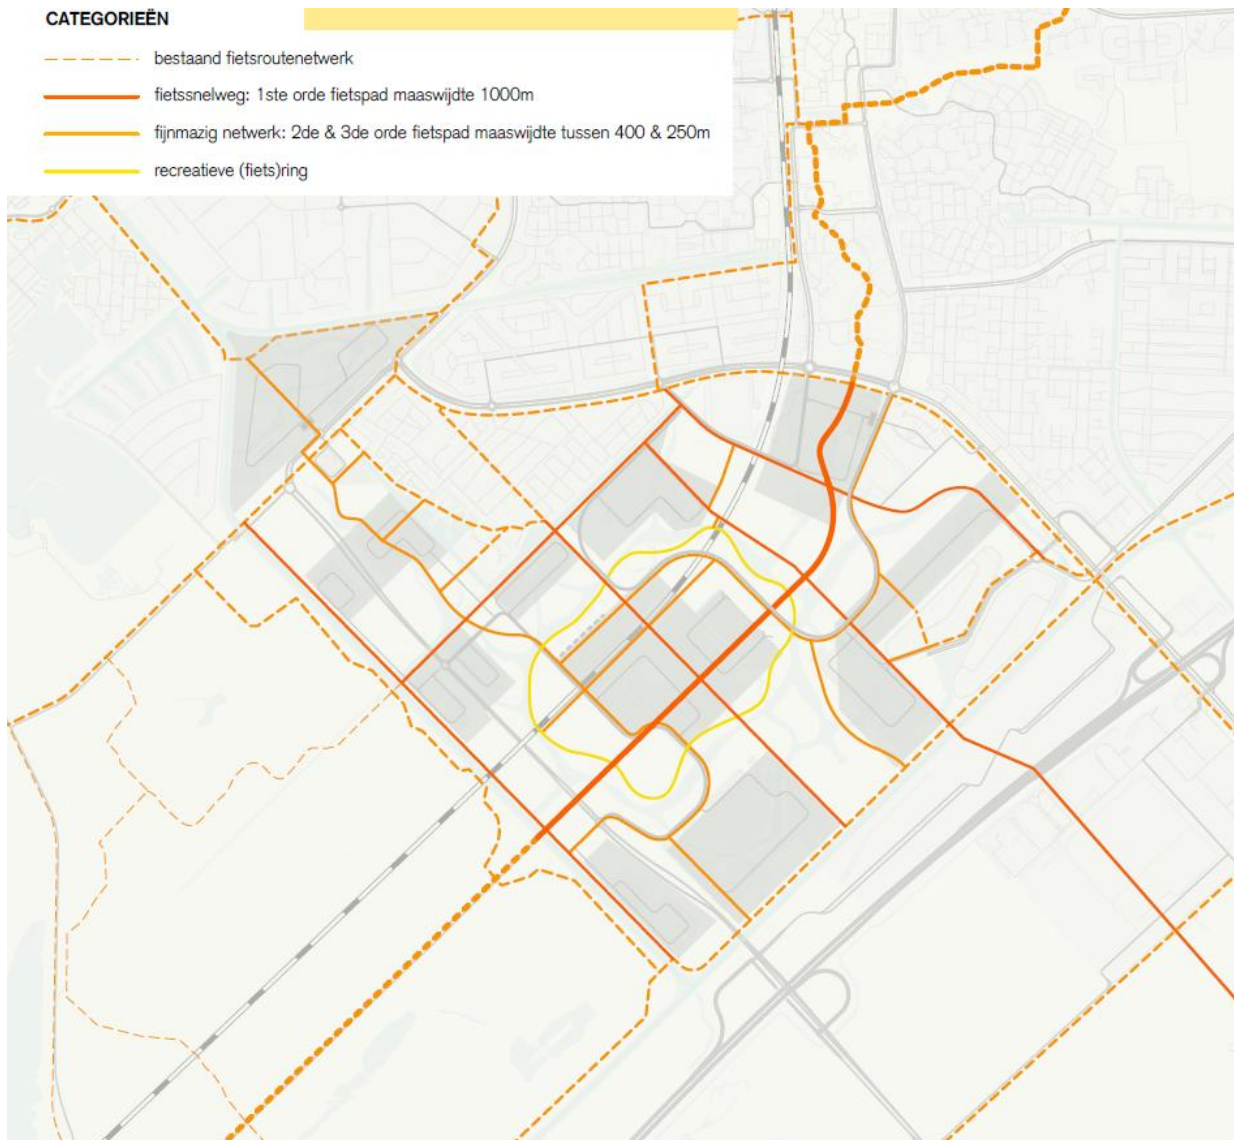 CATEGORIEËN
bestaand fietsroutenetwerk
fietssnelweg: 1ste orde fietspad maaswijdte 1000m
fijnmazig netwerk: 2de & 3de orde fietspad maaswijdte tussen 400 & 250m
recreatieve (fiets)ring